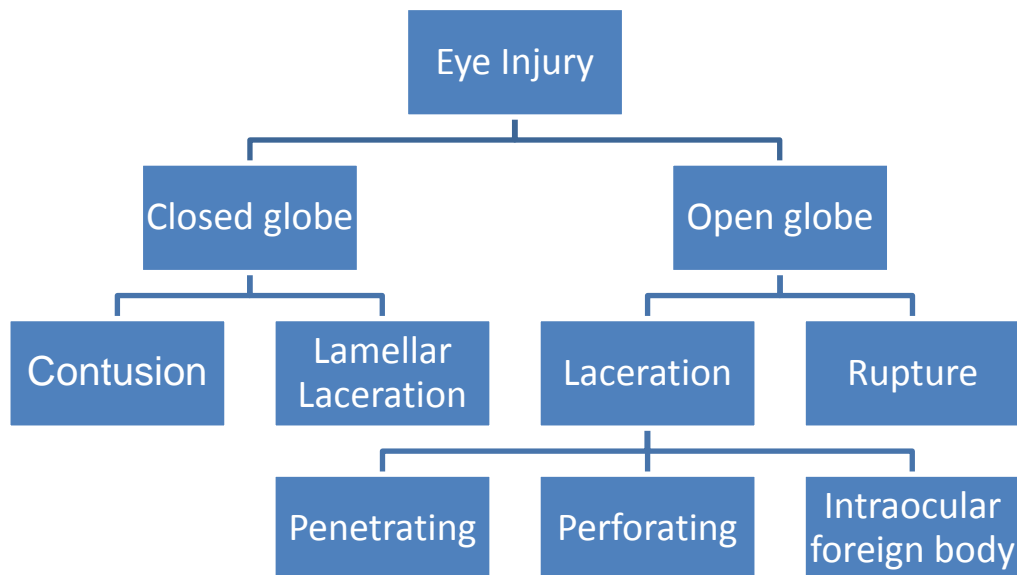 Eye Injury
Closed globe
Open globe
Contusion
Lamellar
Laceration
Laceration
Rupture
Penetrating
Perforating
Intraocular
foreign body